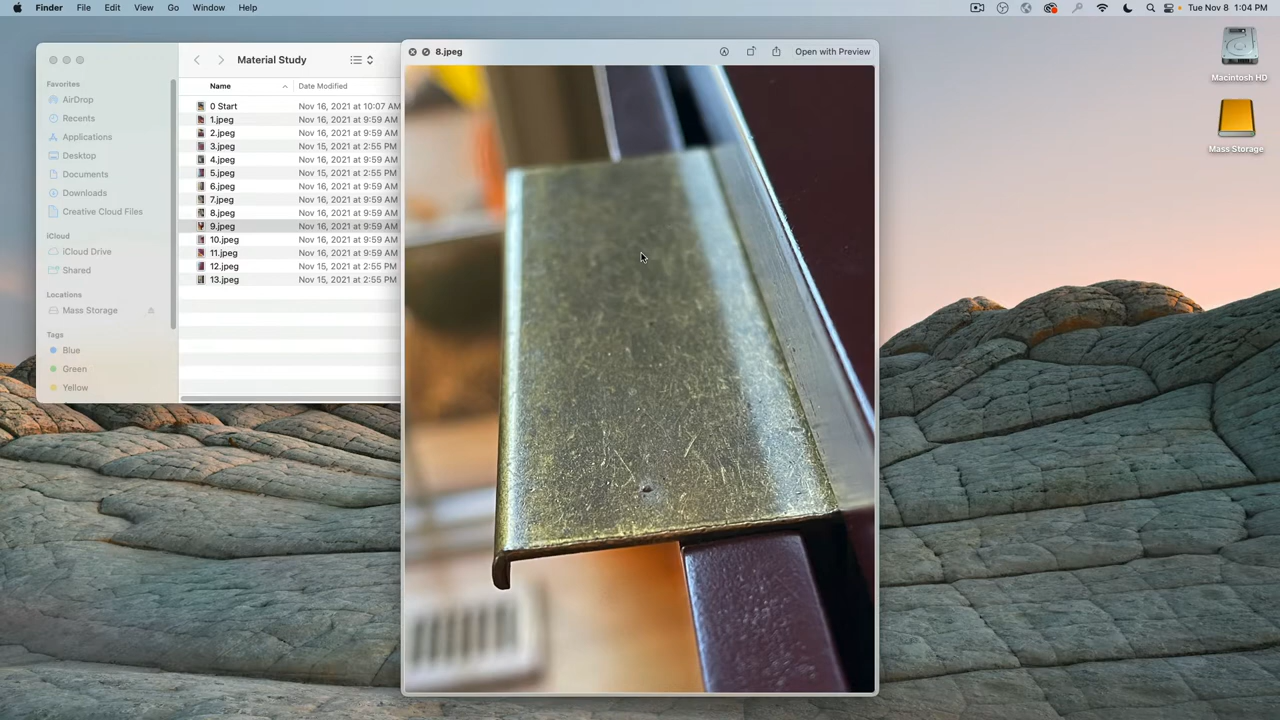 Finder File Edit View Go Window Help
Tue Nov 8 1:04 PM
Material Study
8.jpeg
Open with Preview
Macintosh HD
Mass Storage
Favorites
AirDrop
Recents
Applications
Desktop
Documents
Downloads
Creative Cloud Files
iCloud
iCloud Drive
Shared
Locations
Mass Storage
Tags
Blue
Green
Yellow
Name Date Modified
0 Start Nov 16, 2021 at 10:07 AM
1.jpeg Nov 16, 2021 at 9:59 AM
2.jpeg Nov 16, 2021 at 9:59 AM
3.jpeg Nov 15, 2021 at 2:55 PM
4.jpeg Nov 16, 2021 at 9:59 AM
5.jpeg Nov 15, 2021 at 2:55 PM
6.jpeg Nov 16, 2021 at 9:59 AM
7.jpeg Nov 16, 2021 at 9:59 AM
8.jpeg Nov 16, 2021 at 9:59 AM
9.jpeg Nov 16, 2021 at 9:59 AM
10.jpeg Nov 16, 2021 at 9:59 AM
11.jpeg Nov 16, 2021 at 9:59 AM
12.jpeg Nov 15, 2021 at 2:55 PM
13.jpeg Nov 15, 2021 at 2:55 PM